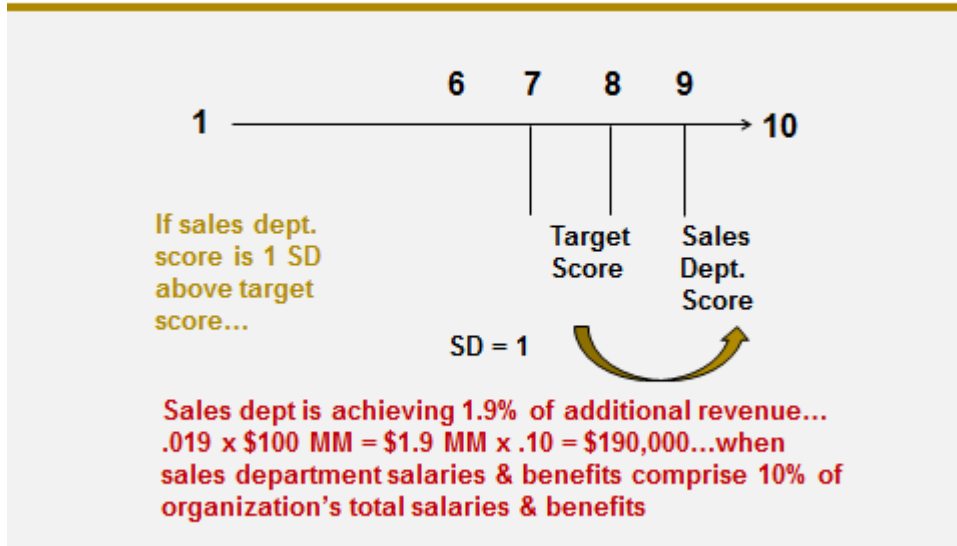 6 7 8 9
1 10
If sales dept.
score is 1 SD
above target
score…
Target
Score
Sales
Dept.
Score
SD = 1
Sales dept is achieving 1.9% of additional revenue…
.019 x $100 MM = $1.9 MM x .10 = $190,000…when
sales department salaries & benefits comprise 10% of
organization's total salaries & benefits